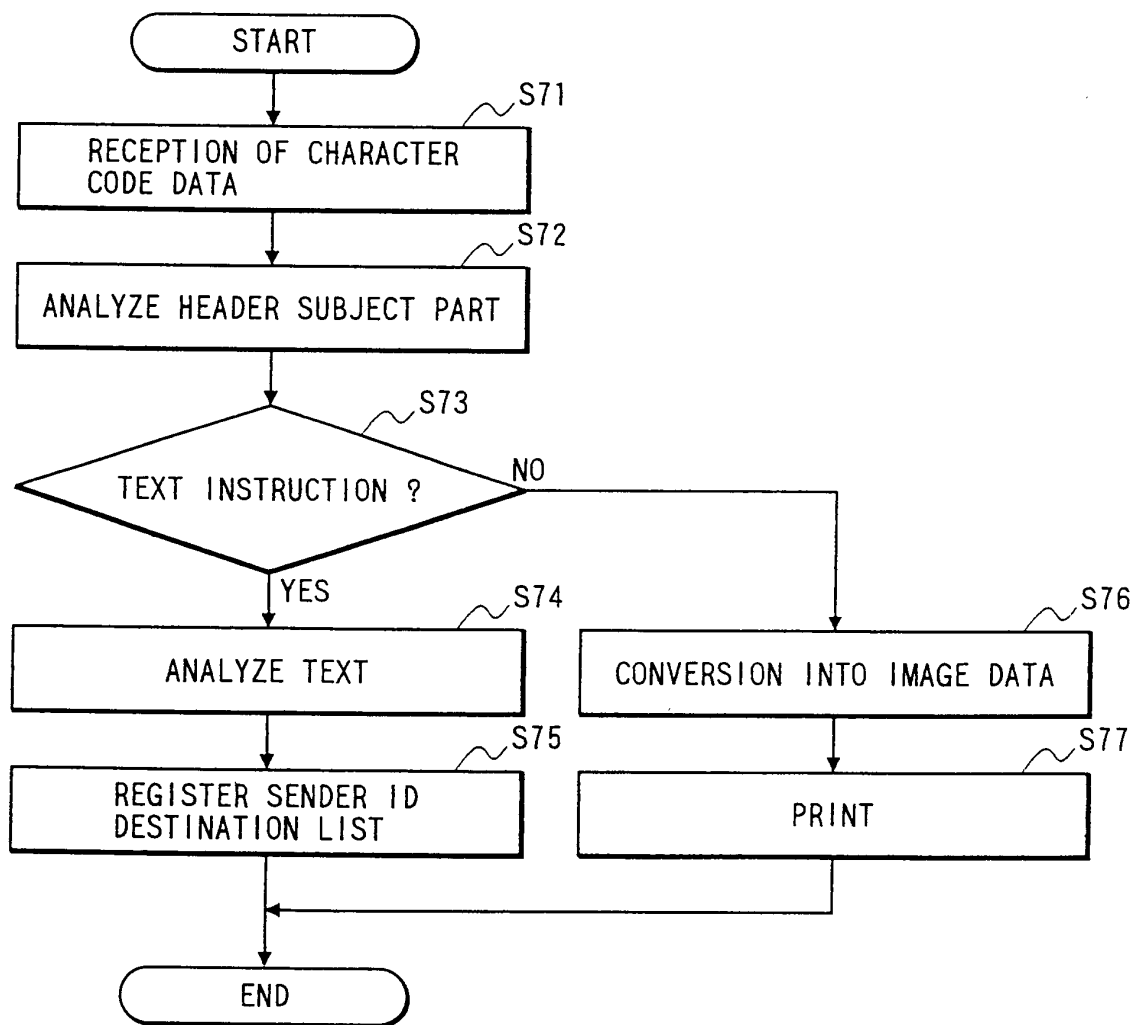 START
S71
RECEPTION OF CHARACTER
CODE DATA
S72
ANALYZE HEADER SUBJECT PART
S73
TEXT INSTRUCTION ?
NO
YES
S74
ANALYZE TEXT
S76
CONVERSION INTO IMAGE DATA
S75
REGISTER SENDER ID
DESTINATION LIST
S77
PRINT
END